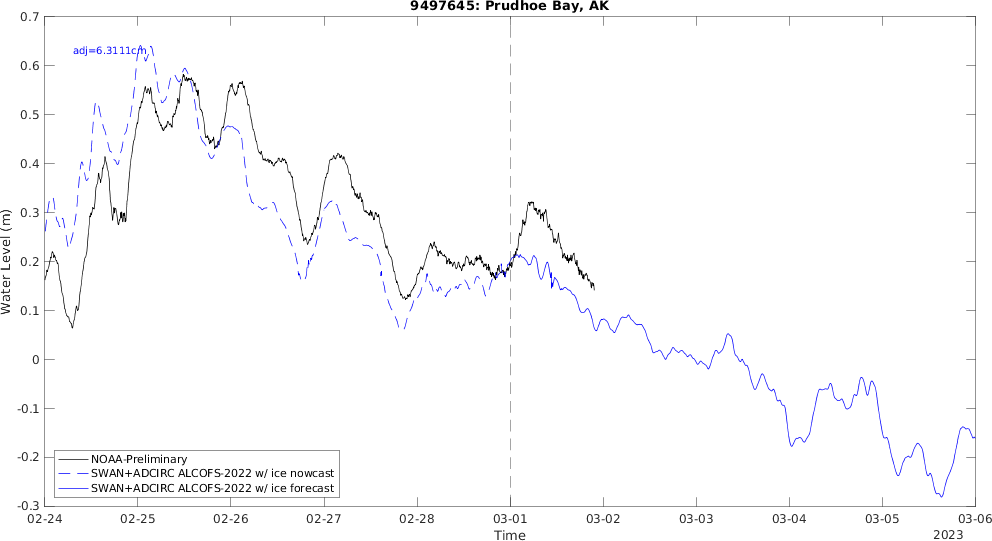 9497645: Prudhoe Bay, AK
adj=6.3111cm
0.7
0.6
0.5
0.4
0.3
0.2
0.1
0
-0.1
-0.2
-0.3
Water Level (m)
NOAA-Preliminary
SWAN+ADCIRC ALCOFS-2022 w/ ice nowcast
SWAN+ADCIRC ALCOFS-2022 w/ ice forecast
02-24 02-25 02-26 02-27 02-28 03-01 03-02 03-03 03-04 03-05 03-06
Time
2023